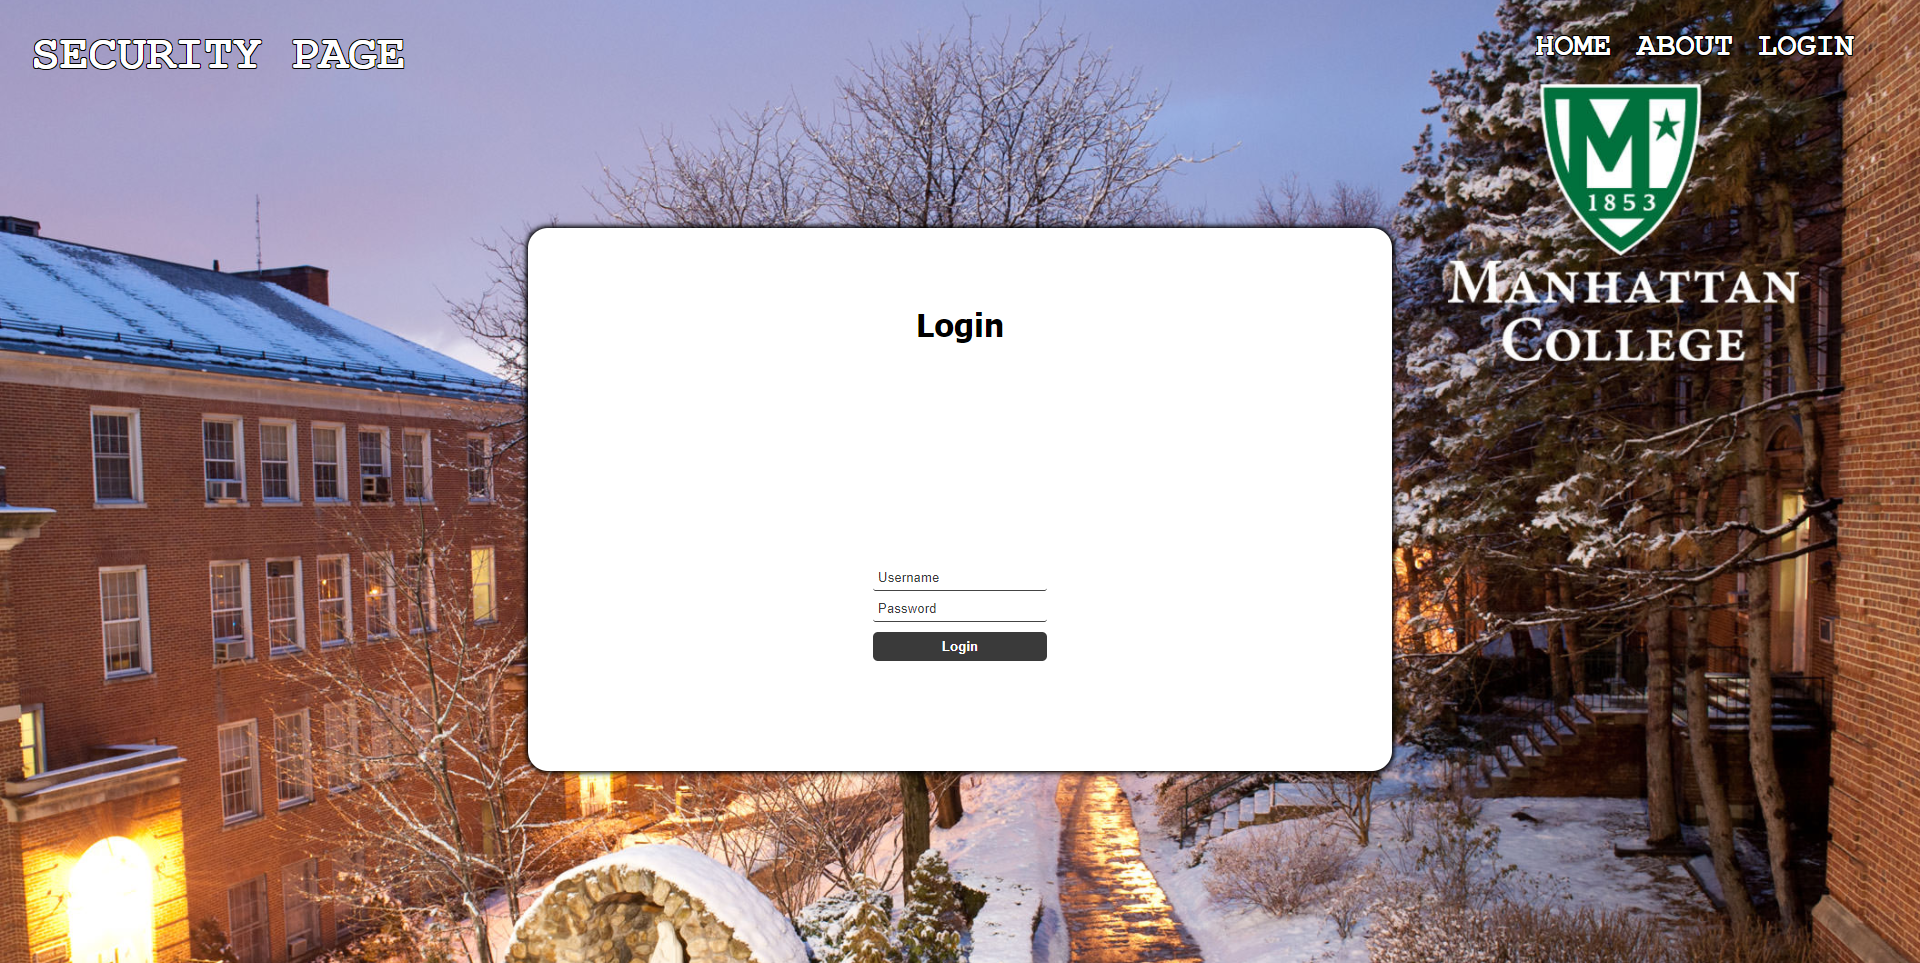 SECURITY PAGE
HOME ABOUT LOGIN
M
1853
MANHATTAN
COLLEGE
Login
Username
Password
Login